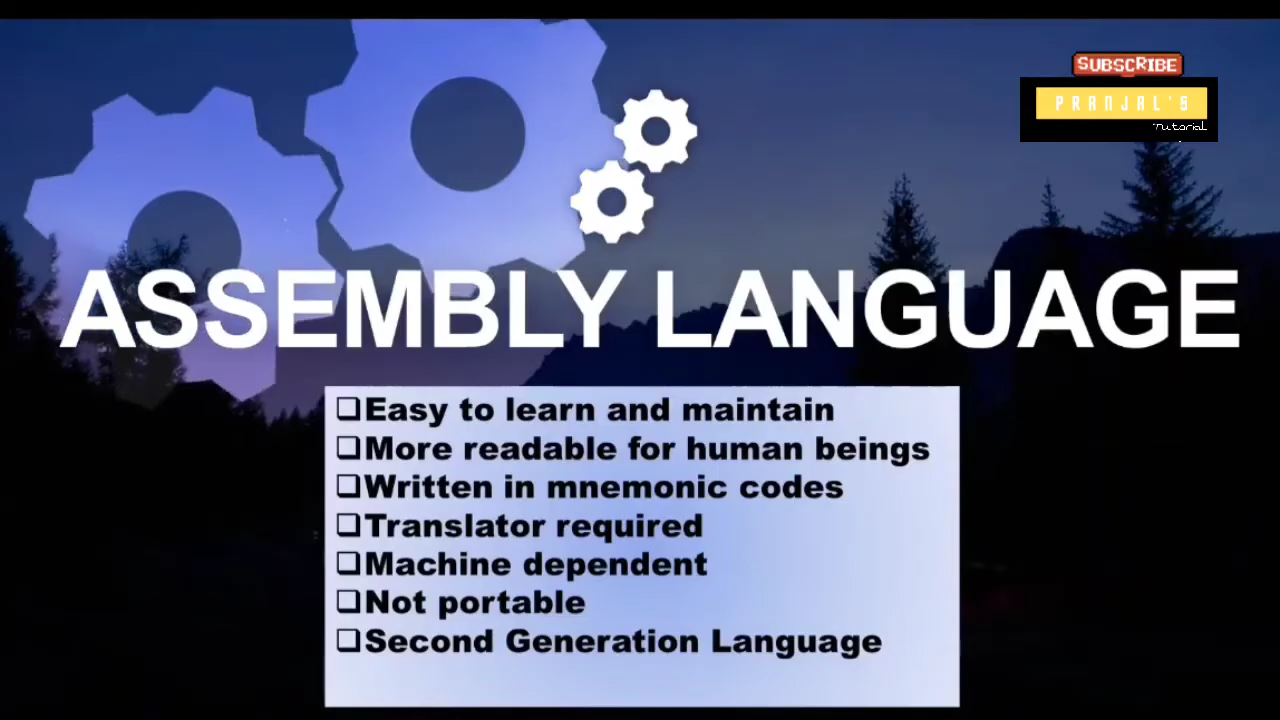 SUBSCRIBE
PRANJAL'S
Tutorial
ASSEMBLY LANGUAGE
❑Easy to learn and maintain
❑More readable for human beings
❑Written in mnemonic codes
❑Translator required
❑Machine dependent
❑Not portable
❑Second Generation Language